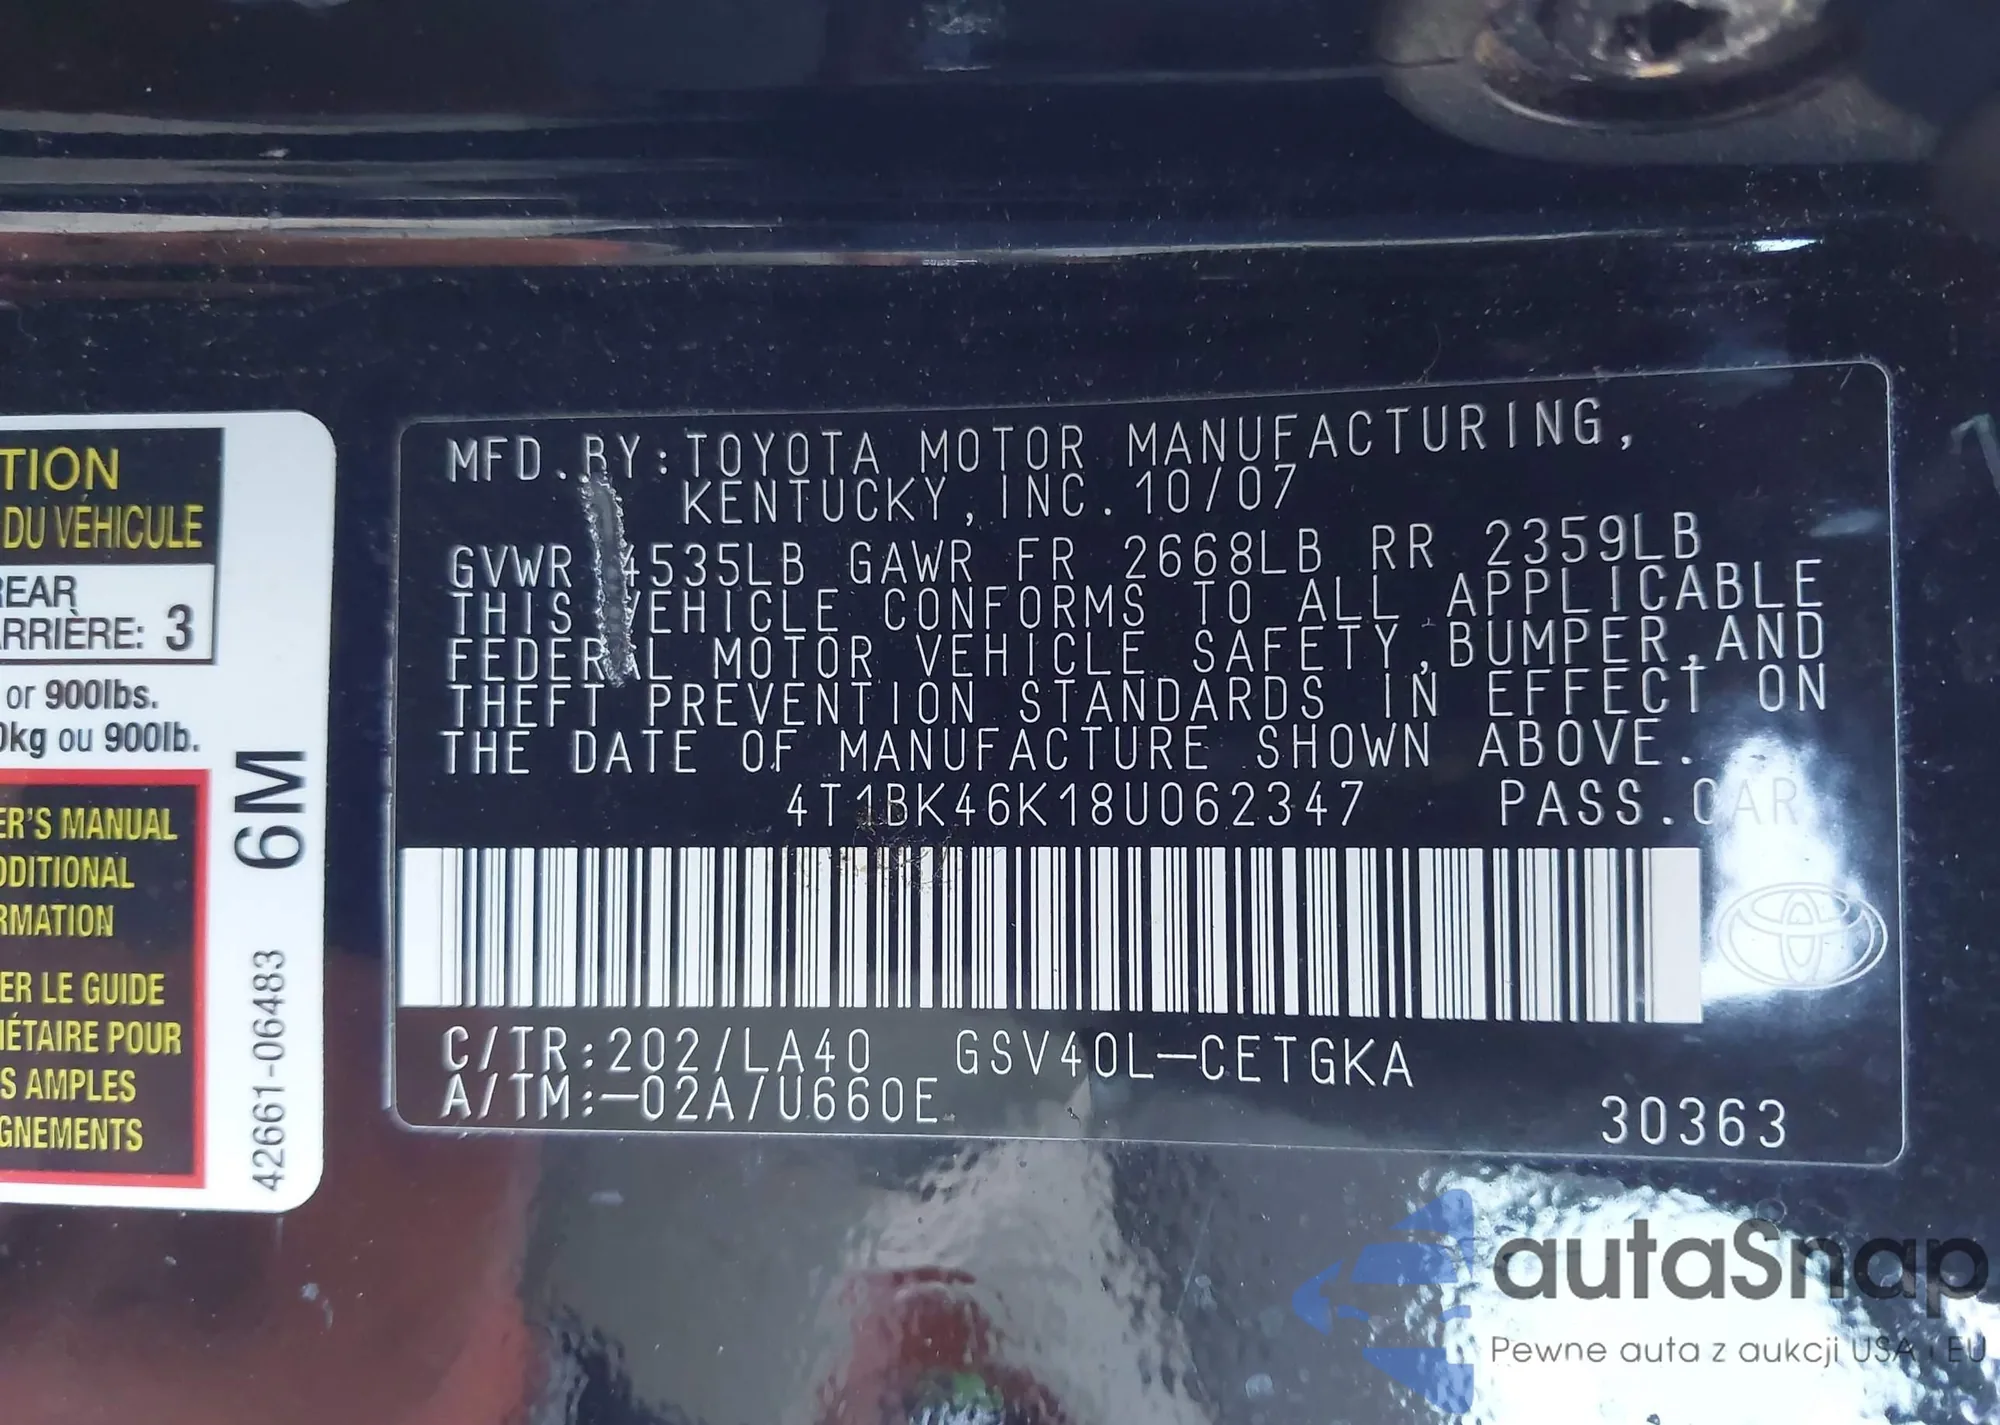 TION
DU VÉHICULE
REAR
ARRIÈRE: 3
or 900lbs.
0kg ou 900lb.
ER'S MANUAL
DDITIONAL
RMATION
ER LE GUIDE
IÉTAIRE POUR
S AMPLES
GNEMENTS
6M
42661-06483
MFD.BY:TOYOTA MOTOR MANUFACTURING,
KENTUCKY,INC.10/07
GVWR 4535LB GAWR FR 2668LB RR 2359LB
THIS VEHICLE CONFORMS TO ALL APPLICABLE
FEDERAL MOTOR VEHICLE SAFETY,BUMPER,AND
THEFT PREVENTION STANDARDS IN EFFECT ON
THE DATE OF MANUFACTURE SHOWN ABOVE.
4T1BK46K18U062347 PASS.CAR
C/TR:202/LA40 GSV40L-CETGKA
A/TM:-02A/U660E
30363
autaSnap
Pewne auta z aukcji USA i EU